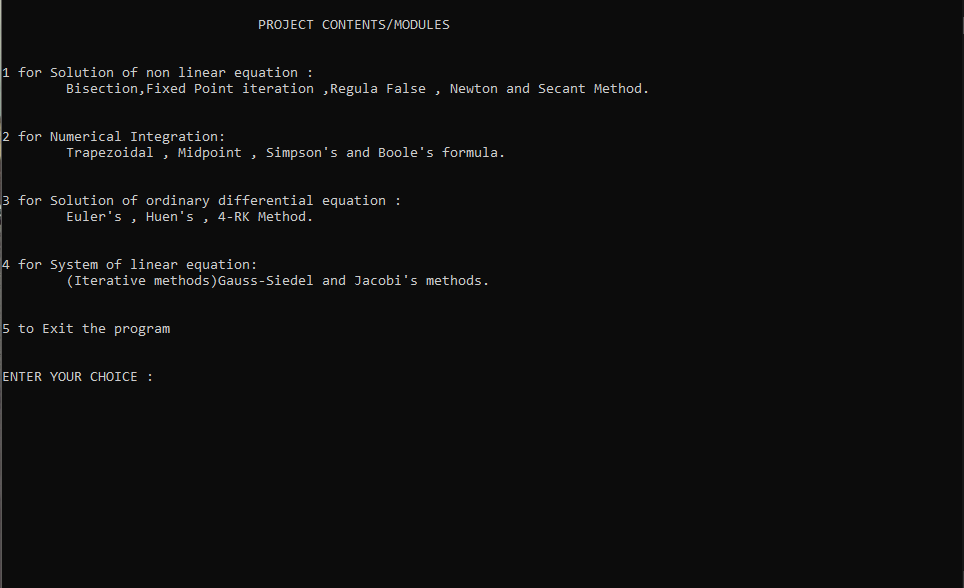 PROJECT CONTENTS/MODULES
1 for Solution of non linear equation :
Bisection,Fixed Point iteration ,Regula False , Newton and Secant Method.
2 for Numerical Integration:
Trapezoidal , Midpoint , Simpson's and Boole's formula.
3 for Solution of ordinary differential equation :
Euler's , Huen's , 4-RK Method.
4 for System of linear equation:
(Iterative methods)Gauss-Siedel and Jacobi's methods.
5 to Exit the program
ENTER YOUR CHOICE :